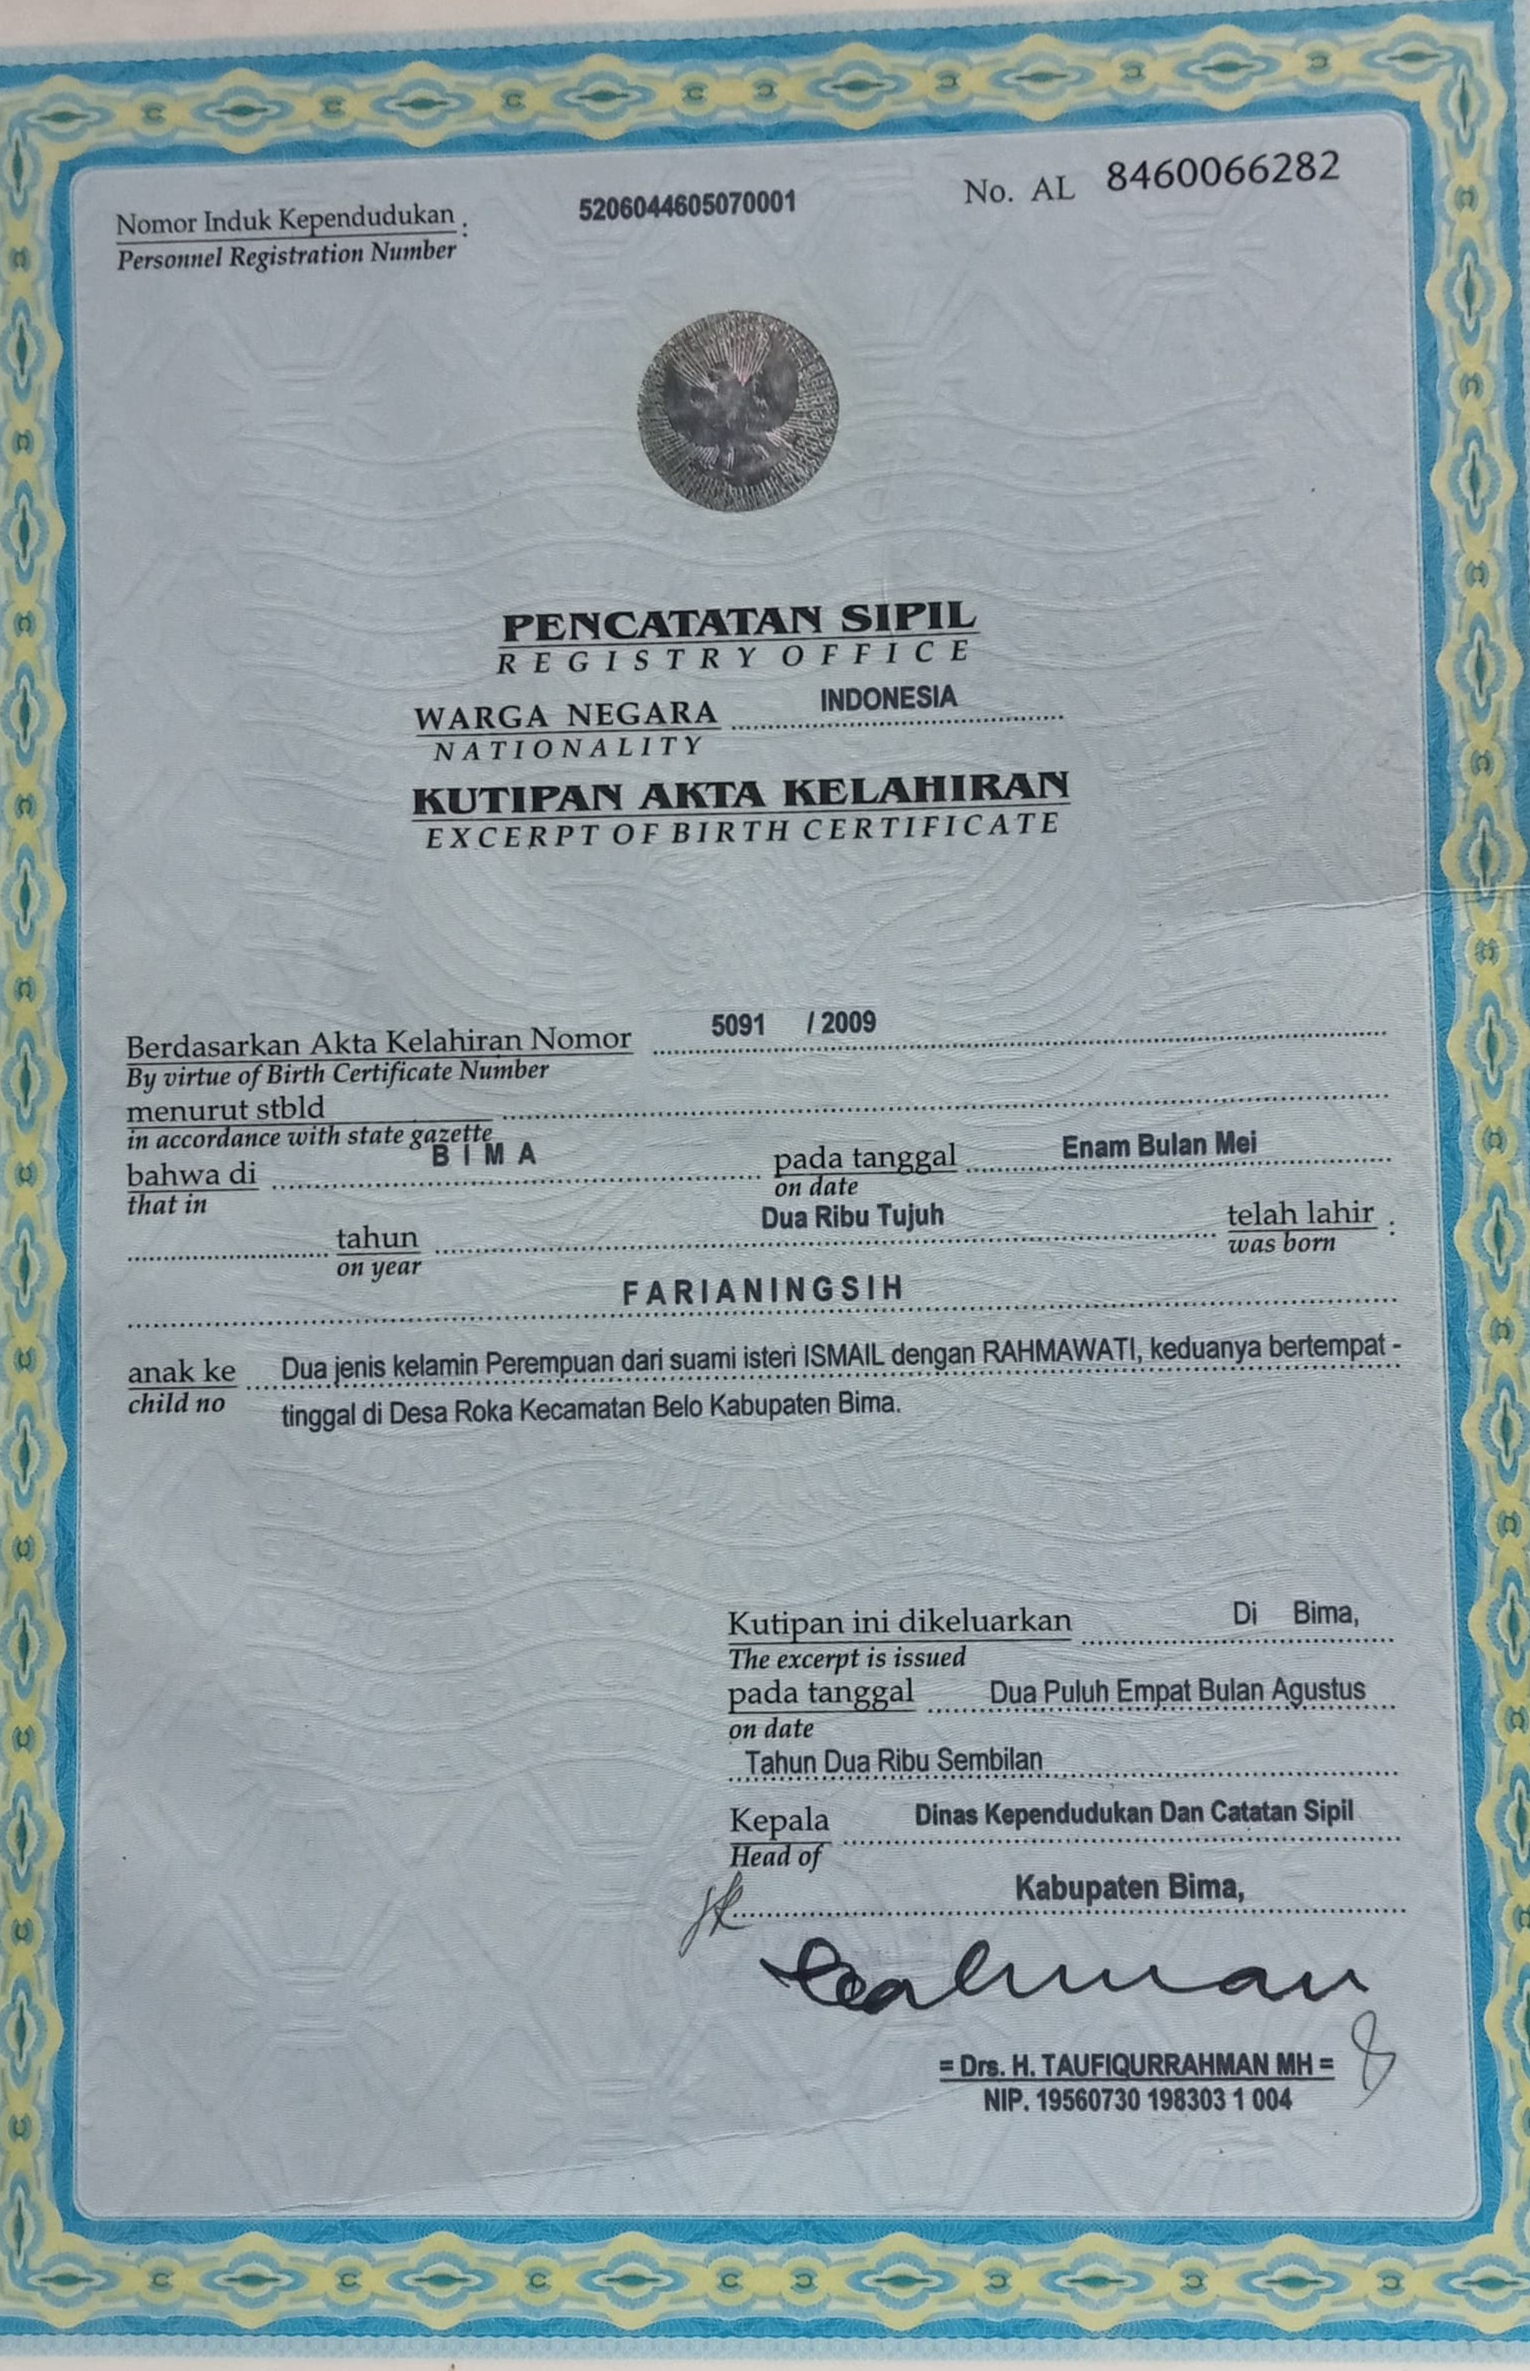 Nomor Induk Kependudukan : 5206044605070001 No. AL 8460066282
Personnel Registration Number
PENCATATAN SIPIL
REGISTRY OFFICE
WARGA NEGARA INDONESIA
NATIONALITY
KUTIPAN AKTA KELAHIRAN
EXCERPT OF BIRTH CERTIFICATE
Berdasarkan Akta Kelahiran Nomor 5091 / 2009
By virtue of Birth Certificate Number
menurut stbld
in accordance with state gazette
bahwa di B I M A pada tanggal Enam Bulan Mei
that in on date
tahun Dua Ribu Tujuh telah lahir :
on year was born
FARIANINGSIH
anak ke Dua jenis kelamin Perempuan dari suami isteri ISMAIL dengan RAHMAWATI, keduanya bertempat -
child no
tinggal di Desa Roka Kecamatan Belo Kabupaten Bima.
Kutipan ini dikeluarkan Di Bima,
The excerpt is issued
pada tanggal Dua Puluh Empat Bulan Agustus
on date
Tahun Dua Ribu Sembilan
Kepala Dinas Kependudukan Dan Catatan Sipil
Head of
Kabupaten Bima,
= Drs. H. TAUFIQURRAHMAN MH =
NIP. 19560730 198303 1 004